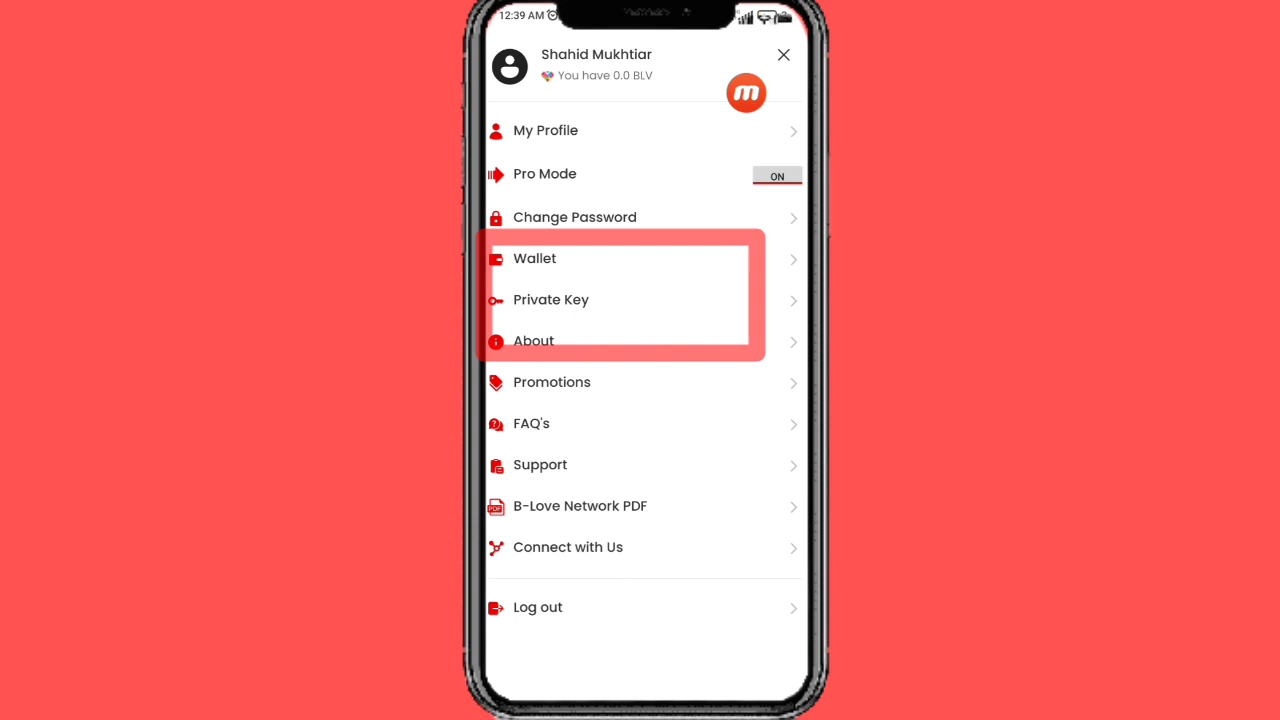 12:39 AM
Shahid Mukhtiar
You have 0.0 BLV
m
My Profile
Pro Mode
ON
Change Password
Wallet
Private Key
About
Promotions
FAQ's
Support
PDF
B-Love Network PDF
Connect with Us
Log out